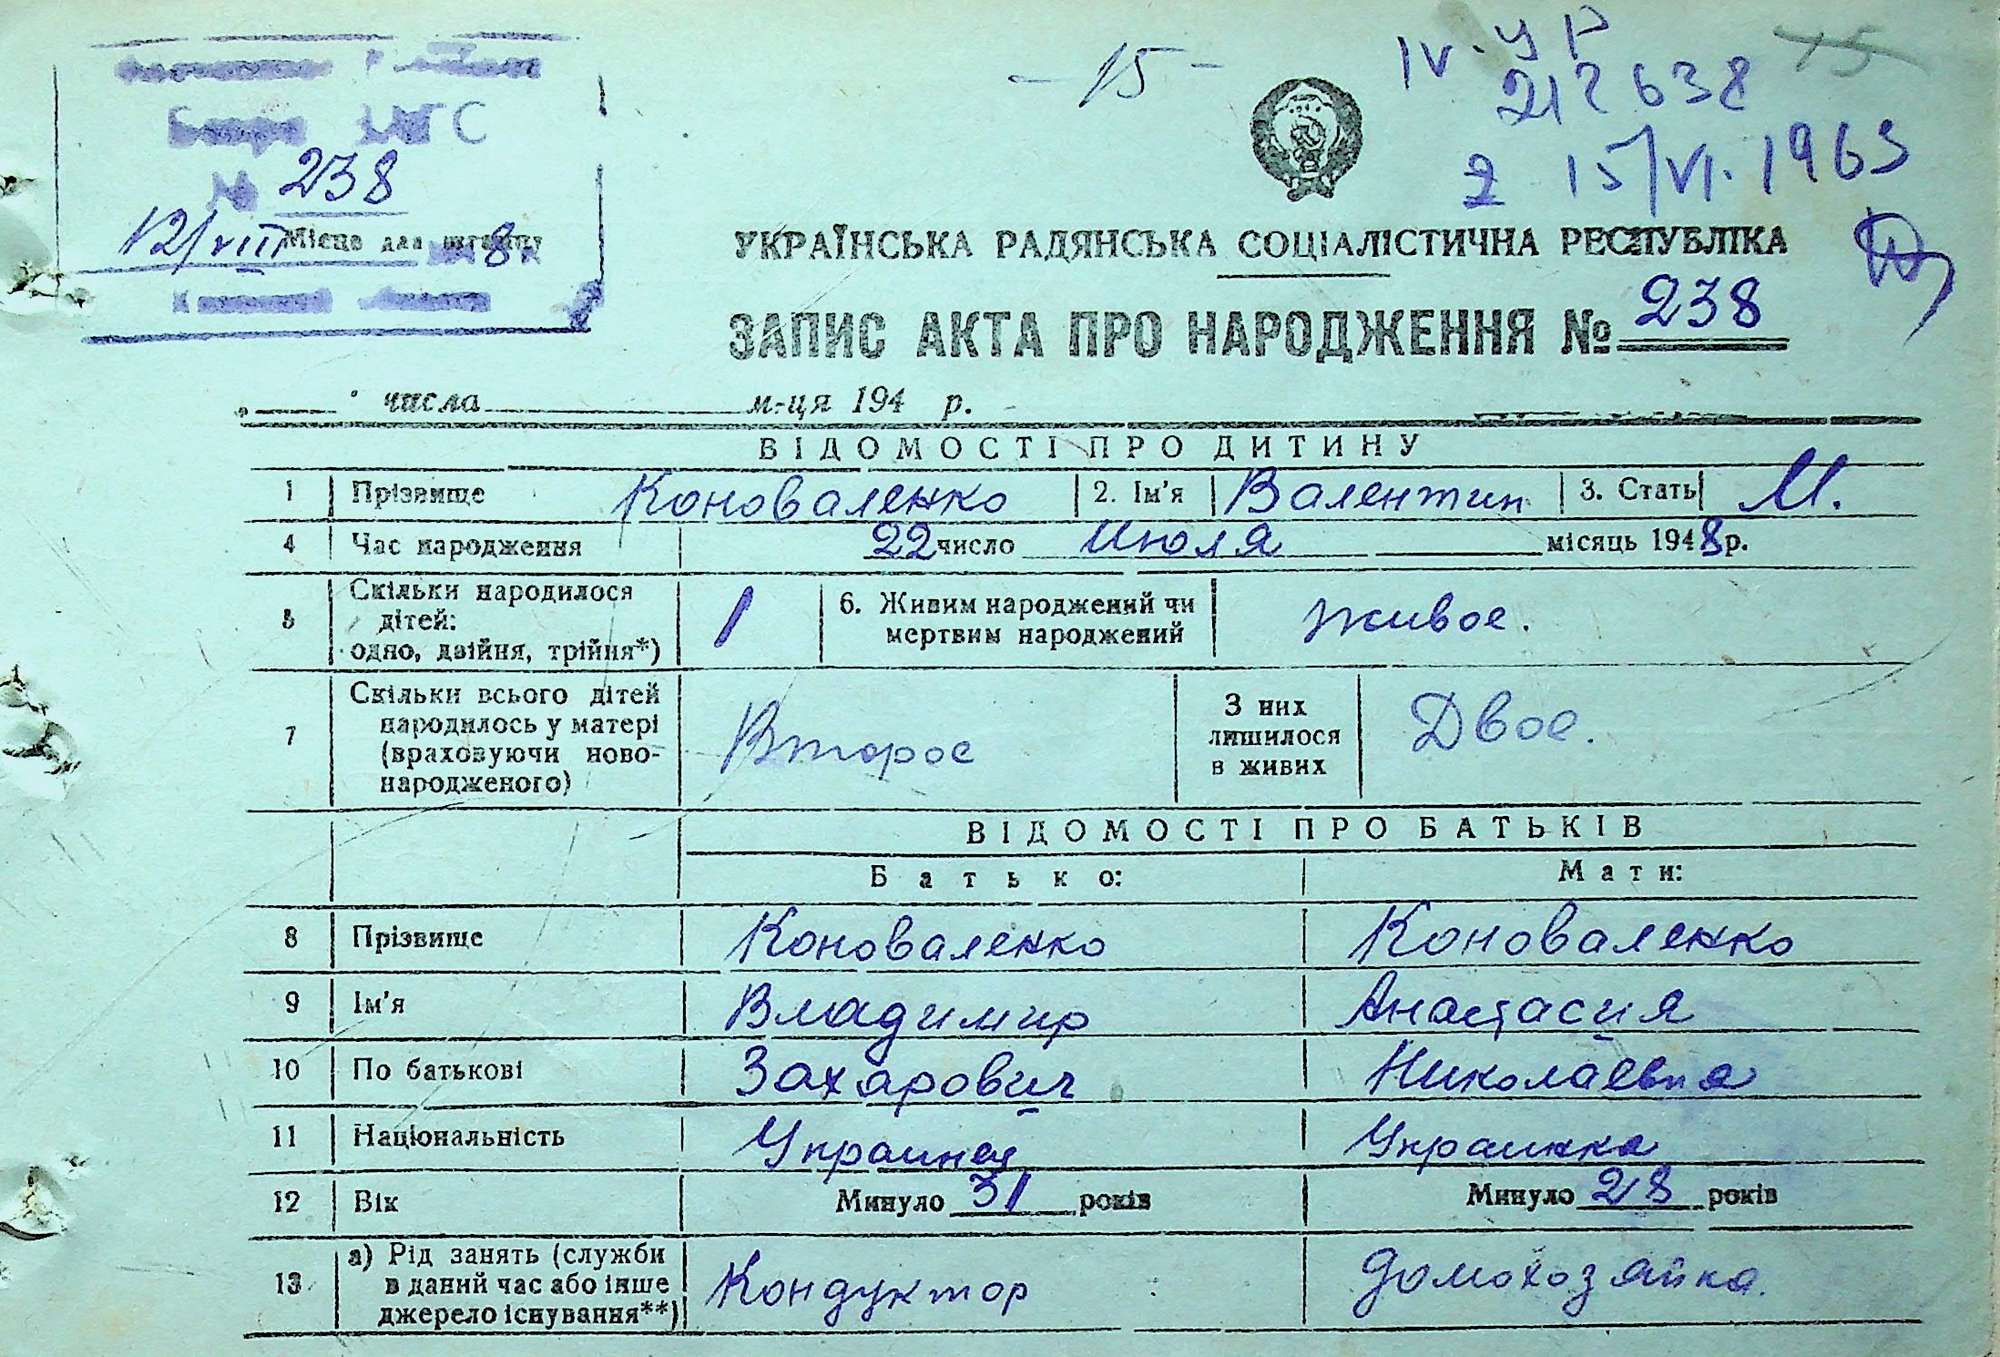 - 15 -
IV. УР
638
15/VI. 1963
15
Бюро ЗАГС
№ 238
12/VIII Місце для 8
УКРАЇНСЬКА РАДЯНСЬКА СОЦІАЛІСТИЧНА РЕСПУБЛІКА
ЗАПИС АКТА ПРО НАРОДЖЕННЯ № 238
числа м-ця 194 р.
ВІДОМОСТІ ПРО ДИТИНУ
1 Прізвище Коноваленко 2. Ім'я Валентин 3. Стать М.
4 Час народження 22 число Июля місяць 1948 р.
5 Скільки народилося
дітей:
одно, двійня, трійня*) 1 6. Живим народжений чи
мертвим народжений живое.
7 Скільки всього дітей
народилось у матері
(враховуючи ново-
народженого) Второе З них
лишилося
в живих Двое.
ВІДОМОСТІ ПРО БАТЬКІВ
Батько: Мати:
8 Прізвище Коноваленко Коноваленко
9 Ім'я Владимир Анастасия
10 По батькові Захарович Николаевна
11 Національність Украинец Украинка
12 Вік Минуло 31 років Минуло 28 років
13 а) Рід занять (служби
в даний час або інше
джерело існування**) Кондуктор домохозяйка.